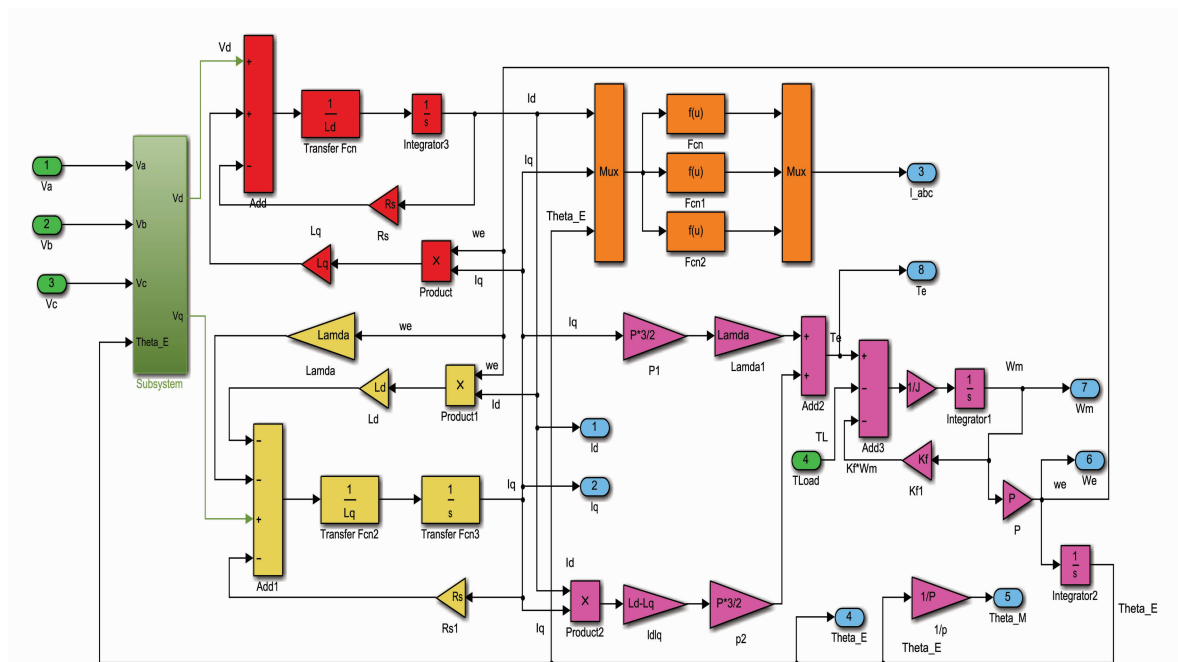 1
Va
2
Vb
3
Vc
Va
Vb
Vc
Theta_E
Vd
Vq
Subsystem
Vd
+
+
-
Add
1
Ld
Transfer Fcn
1
s
Integrator3
Rs
Rs
Lq
Lq
X
Product
we
Iq
Id
Iq
Theta_E
Mux
f(u)
Fcn
f(u)
Fcn1
f(u)
Fcn2
Mux
3
I_abc
8
Te
Lamda
Lamda
we
Ld
Ld
X
Product1
we
Id
-
-
+
-
Add1
1
Lq
Transfer Fcn2
1
s
Transfer Fcn3
Iq
Rs
Rs1
1
Id
2
Iq
Iq
P*3/2
P1
Lamda
Lamda1
+
+
Add2
Te
+
-
-
Add3
TL
4
TLoad
Kf*Wm
1/J
1
s
Integrator1
Wm
7
Wm
Kf
Kf1
P
P
we
6
We
1
s
Integrator2
Theta_E
Id
Iq
X
Product2
Ld-Lq
ldlq
P*3/2
p2
4
Theta_E
1/P
1/p
Theta_E
5
Theta_M